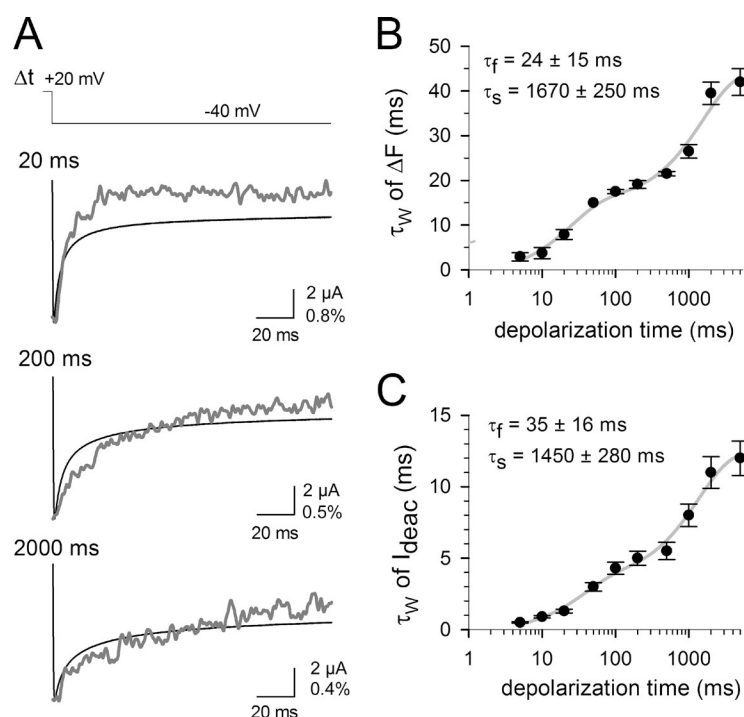 A
Δt +20 mV
-40 mV
20 ms
2 µA
0.8%
20 ms
200 ms
2 µA
0.5%
20 ms
2000 ms
2 µA
0.4%
20 ms
B
τf = 24 ± 15 ms
τs = 1670 ± 250 ms
τW of ΔF (ms)
50
40
30
20
10
0
1 10 100 1000
depolarization time (ms)
C
τf = 35 ± 16 ms
τs = 1450 ± 280 ms
τW of Ideac (ms)
15
10
5
0
1 10 100 1000
depolarization time (ms)